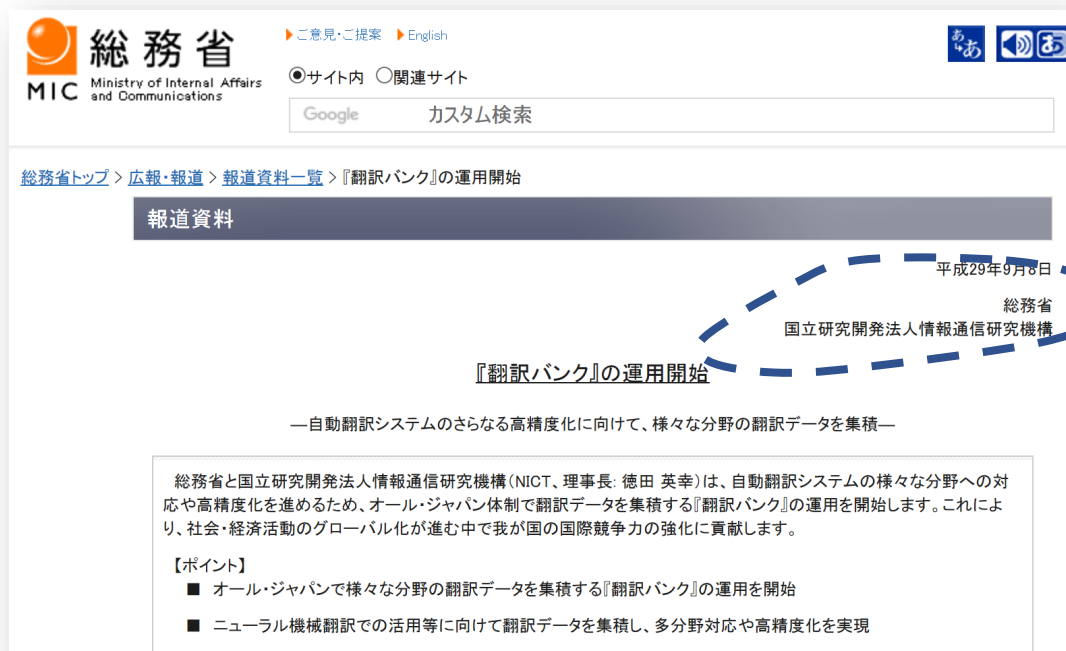 総務省
MIC
Ministry of Internal Affairs
and Communications
ご意見・ご提案 English
サイト内 関連サイト
Google カスタム検索
ああ
あ
総務省トップ > 広報・報道 > 報道資料一覧 > 『翻訳バンク』の運用開始
報道資料
平成29年9月8日
総務省
国立研究開発法人情報通信研究機構
『翻訳バンク』の運用開始
―自動翻訳システムのさらなる高精度化に向けて、様々な分野の翻訳データを集積―
総務省と国立研究開発法人情報通信研究機構(NICT、理事長: 徳田 英幸)は、自動翻訳システムの様々な分野への対
応や高精度化を進めるため、オール・ジャパン体制で翻訳データを集積する『翻訳バンク』の運用を開始します。これによ
り、社会・経済活動のグローバル化が進む中で我が国の国際競争力の強化に貢献します。
【ポイント】
■ オール・ジャパンで様々な分野の翻訳データを集積する『翻訳バンク』の運用を開始
■ ニューラル機械翻訳での活用等に向けて翻訳データを集積し、多分野対応や高精度化を実現